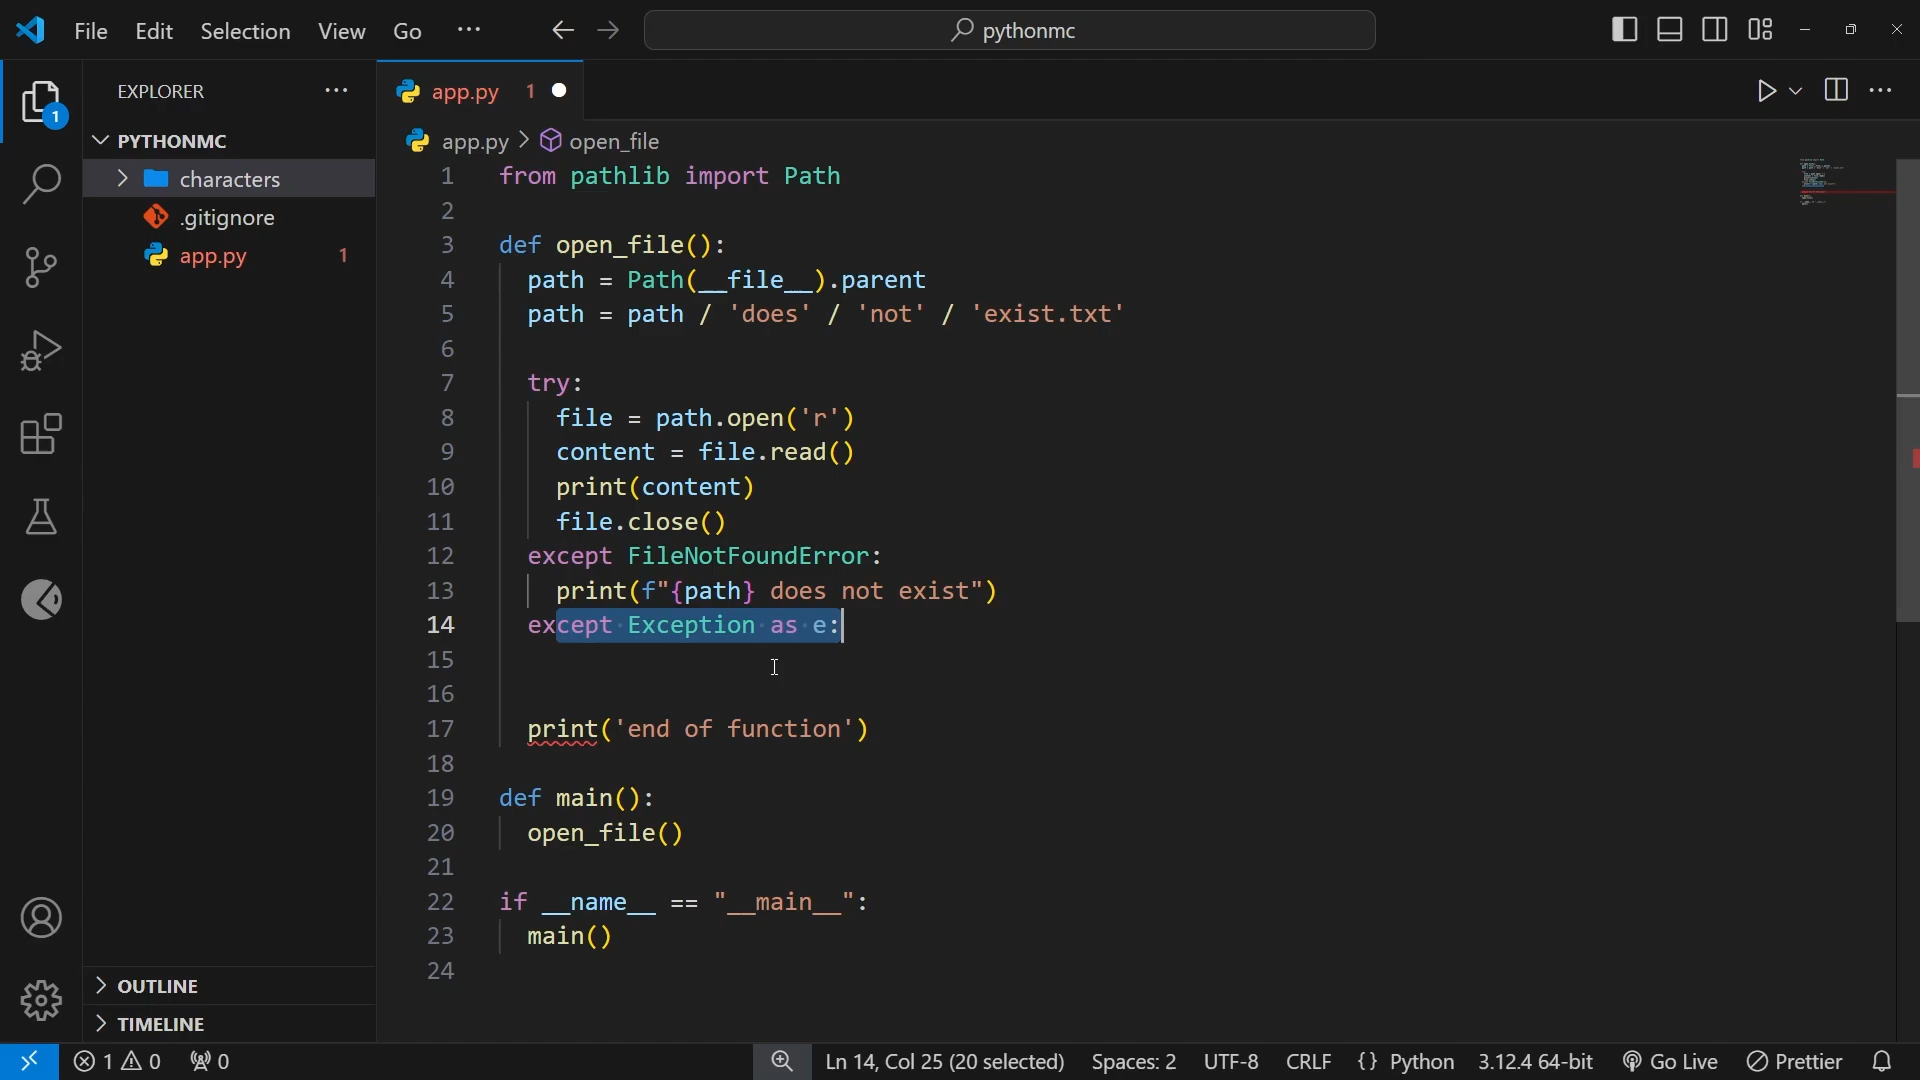 File Edit Selection View Go ··· pythonmc
EXPLORER ···
PYTHONMC
characters
.gitignore
app.py 1
OUTLINE
TIMELINE
1
app.py 1
app.py > open_file
1 from pathlib import Path
2
3 def open_file():
4 path = Path(__file__).parent
5 path = path / 'does' / 'not' / 'exist.txt'
6
7 try:
8 file = path.open('r')
9 content = file.read()
10 print(content)
11 file.close()
12 except FileNotFoundError:
13 print(f"{path} does not exist")
14 except Exception as e:
15
16
17 print('end of function')
18
19 def main():
20 open_file()
21
22 if __name__ == "__main__":
23 main()
24
1 0 0 Ln 14, Col 25 (20 selected) Spaces: 2 UTF-8 CRLF {} Python 3.12.4 64-bit Go Live Prettier